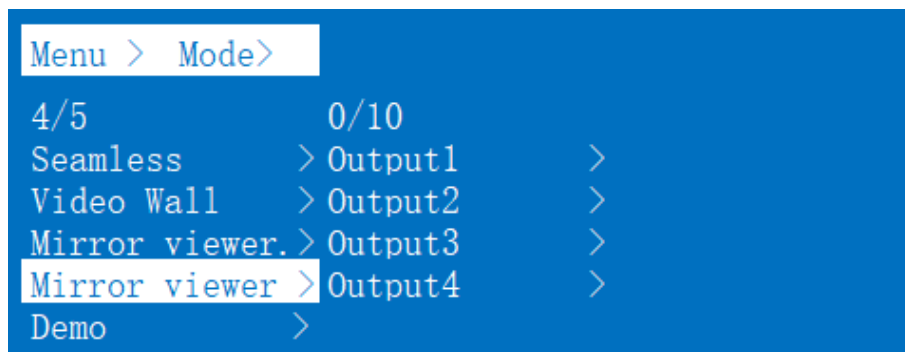 Menu > Mode>
4/5 0/10
Seamless > Output1 >
Video Wall > Output2 >
Mirror viewer. > Output3 >
Mirror viewer > Output4 >
Demo >